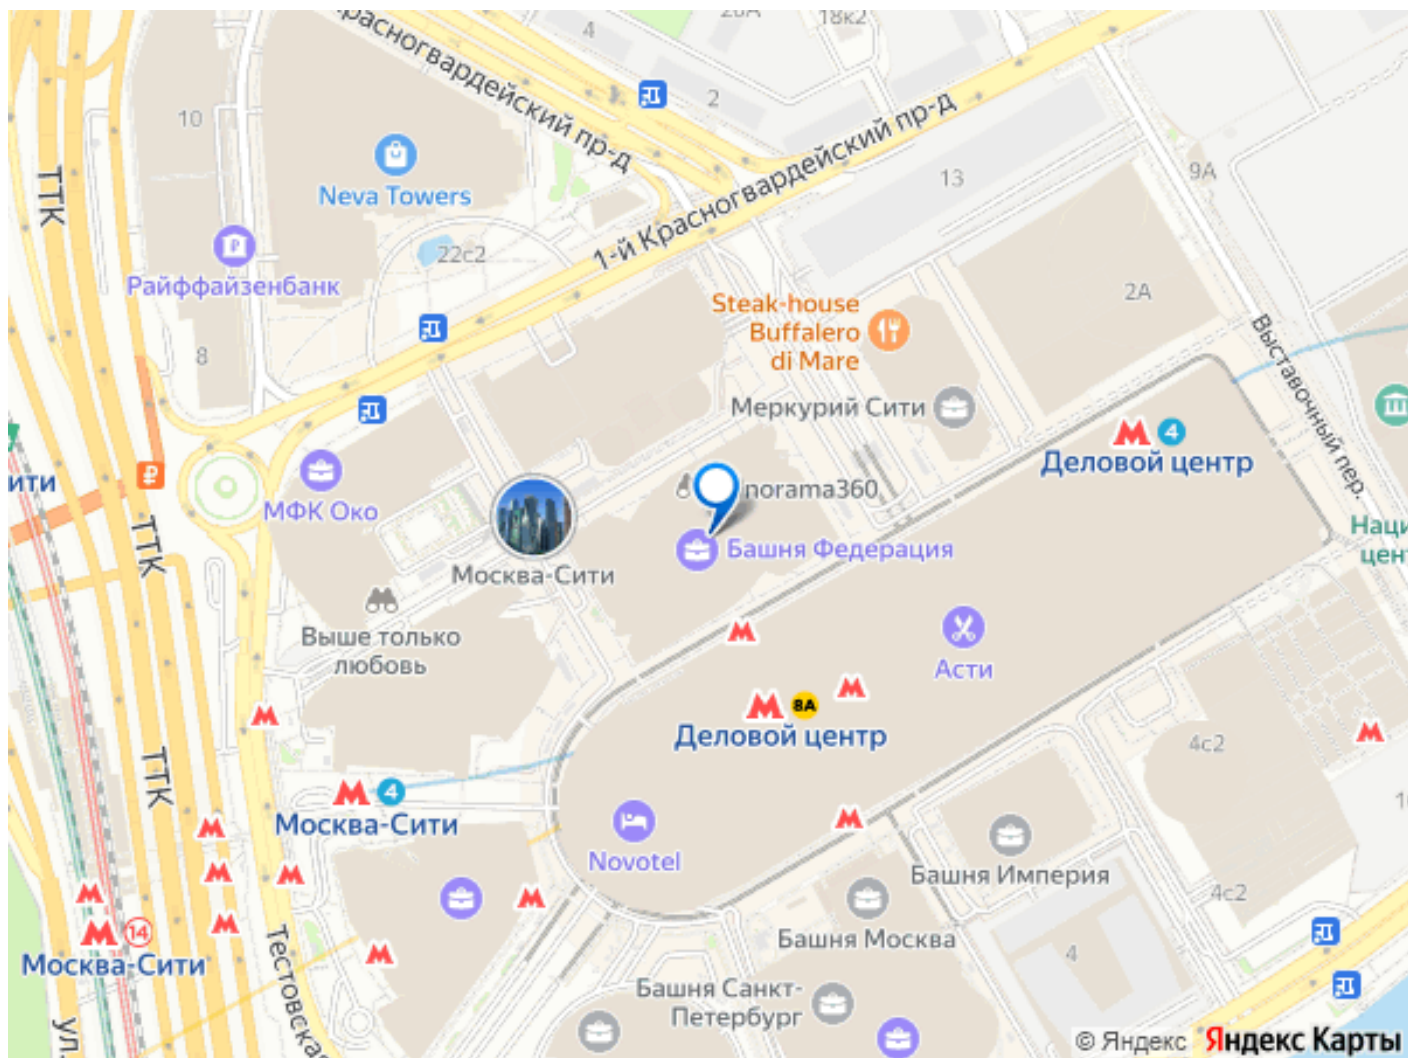 28А
18к2
4
Красногвардейский пр-д
2
1-й Красногвардейский пр-д
10
ТТК
Neva Towers
13
9А
22с2
Райффайзенбанк
8
2А
Steak-house
Buffalero
di Mare
Выставочный пер.
Меркурий Сити
4
Деловой центр
₽
МФК Око
norama360
Башня Федерация
Москва-Сити
ТТК
Выше только
любовь
Асти
8А
Деловой центр
4с2
ТТК
4
Москва-Сити
Novotel
Башня Империя
4с2
14
Москва-Сити
Тестовская
Башня Москва
4
Башня Санкт-
Петербург
ул.
© Яндекс Яндекс Карты